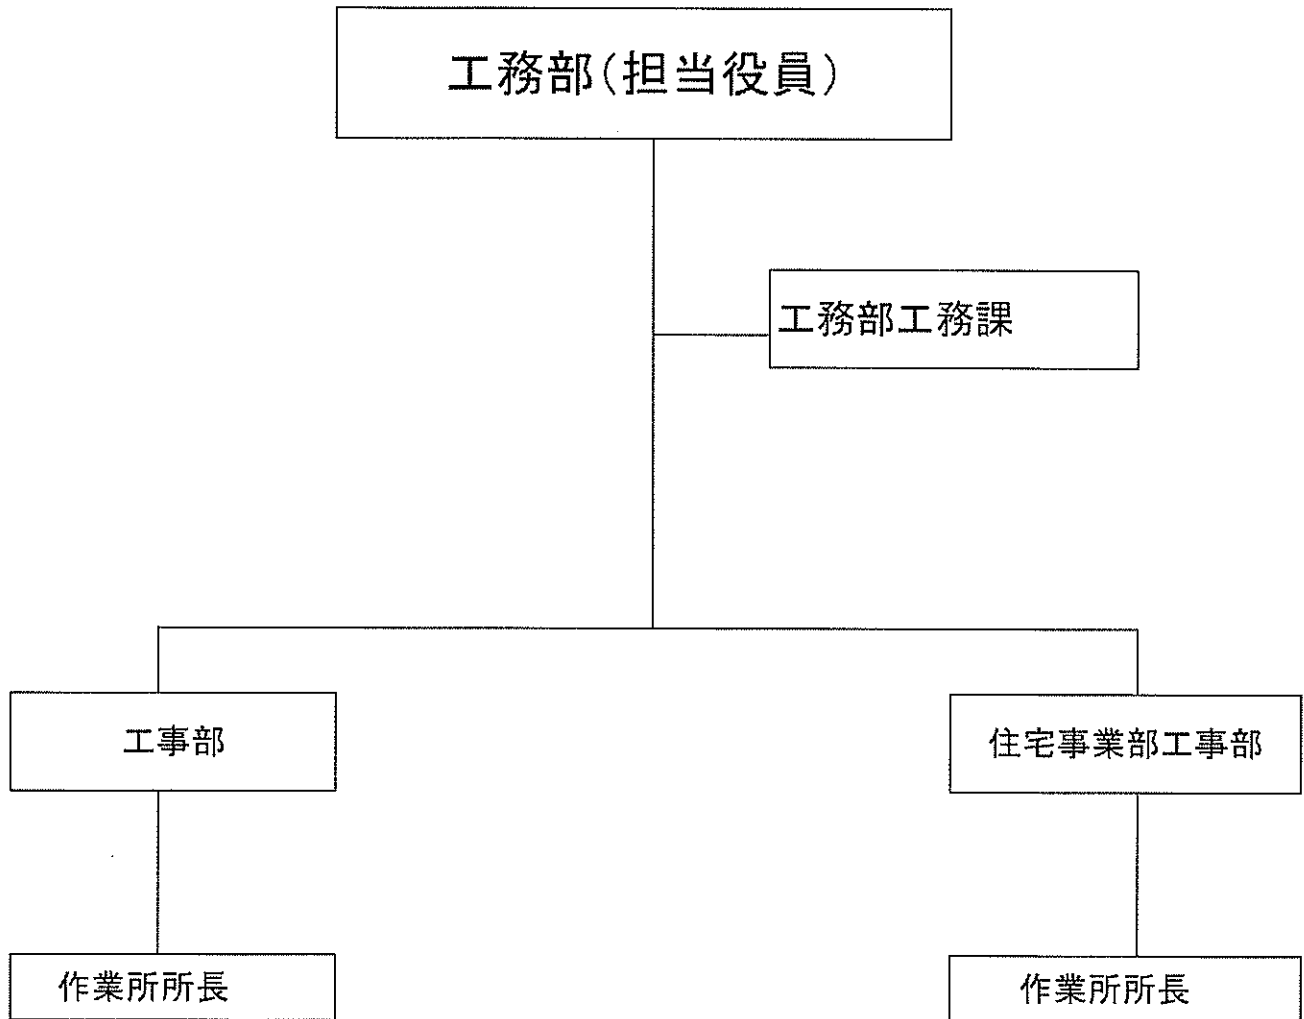 工務部(担当役員)
工務部工務課
工事部
住宅事業部工事部
作業所所長
作業所所長